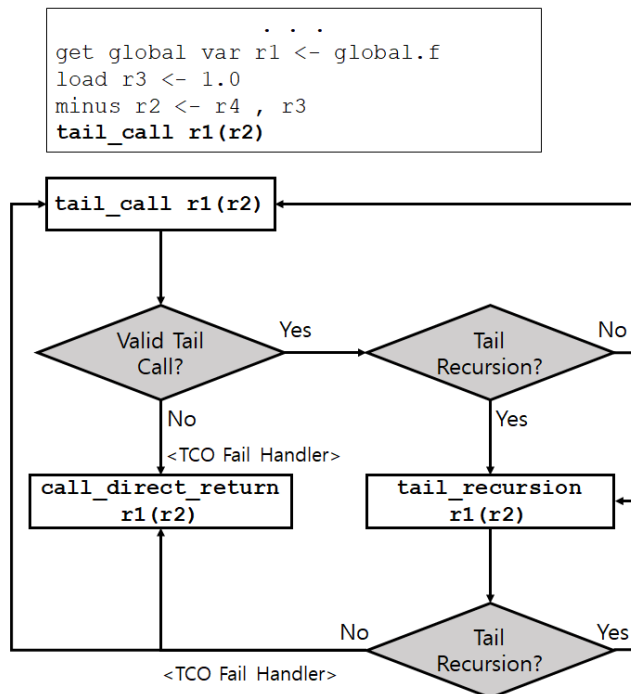 . . .
get global var r1 <- global.f
load r3 <- 1.0
minus r2 <- r4 , r3
tail_call r1(r2)
tail_call r1(r2)
Valid Tail
Call?
Yes
Tail
Recursion?
No
No
Yes
<TCO Fail Handler>
call_direct_return
r1(r2)
tail_recursion
r1(r2)
No
Tail
Recursion?
Yes
<TCO Fail Handler>